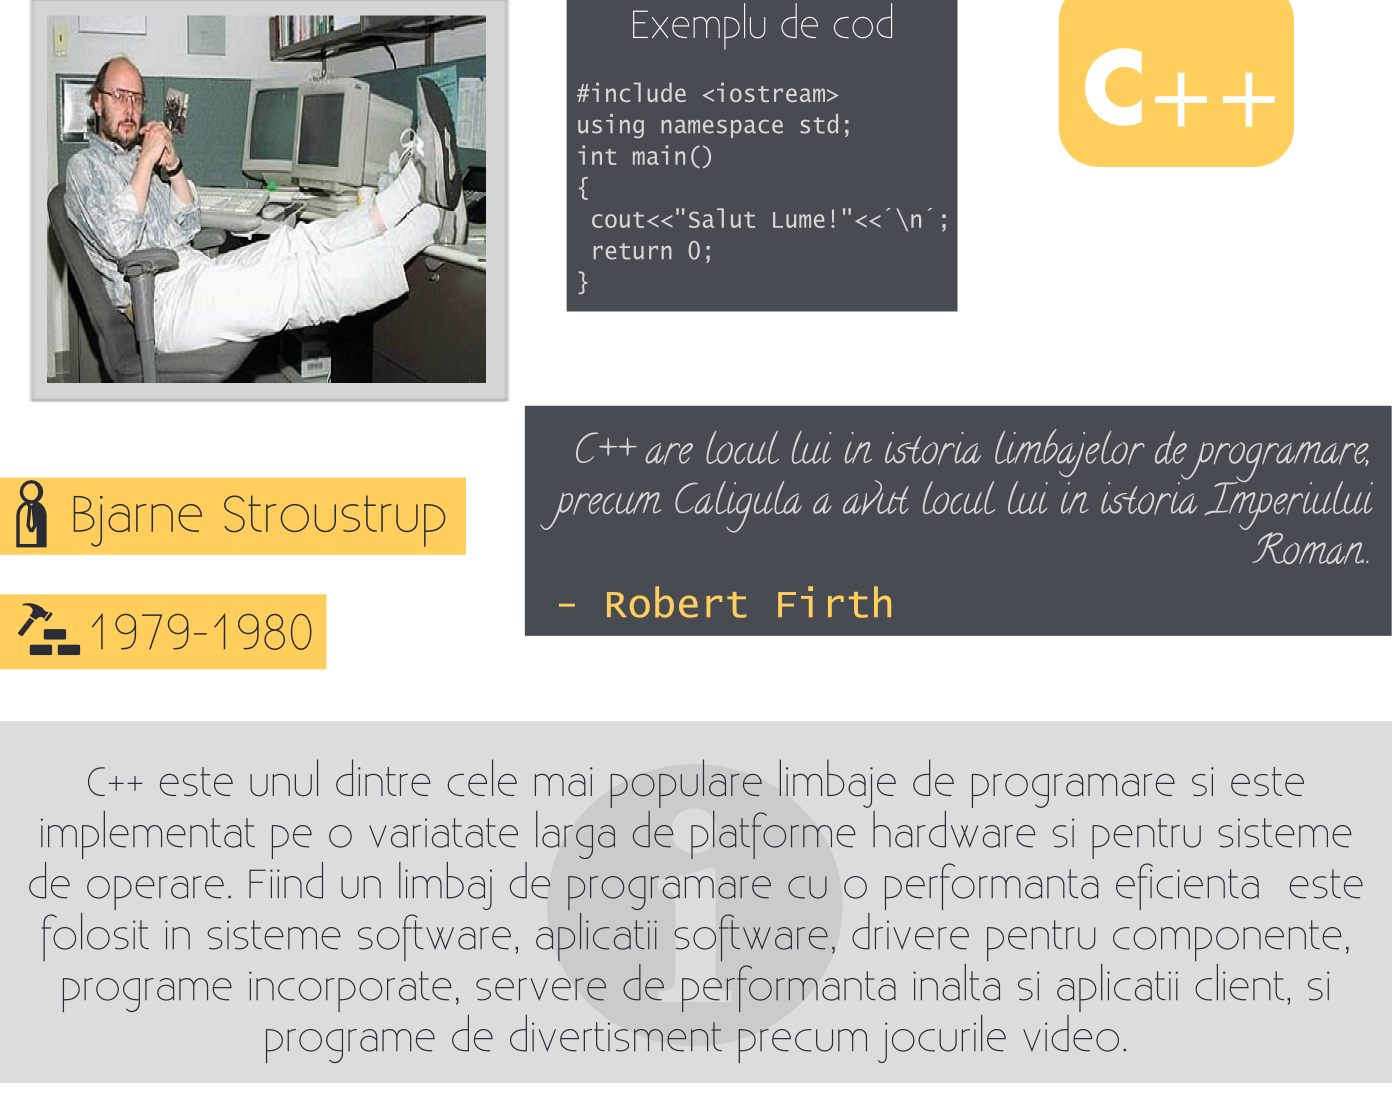 Exemplu de cod
#include <iostream>
using namespace std;
int main()
{
cout<<"Salut Lume!"<<´\n´;
return 0;
}
C++
C++ are locul lui in istoria limbajelor de programare,
precum Caligula a avut locul lui in istoria Imperiului
Roman.
- Robert Firth
Bjarne Stroustrup
1979-1980
C++ este unul dintre cele mai populare limbaje de programare si este
implementat pe o variatate larga de platforme hardware si pentru sisteme
de operare. Fiind un limbaj de programare cu o performanta eficienta este
folosit in sisteme software, aplicatii software, drivere pentru componente,
programe incorporate, servere de performanta inalta si aplicatii client, si
programe de divertisment precum jocurile video.